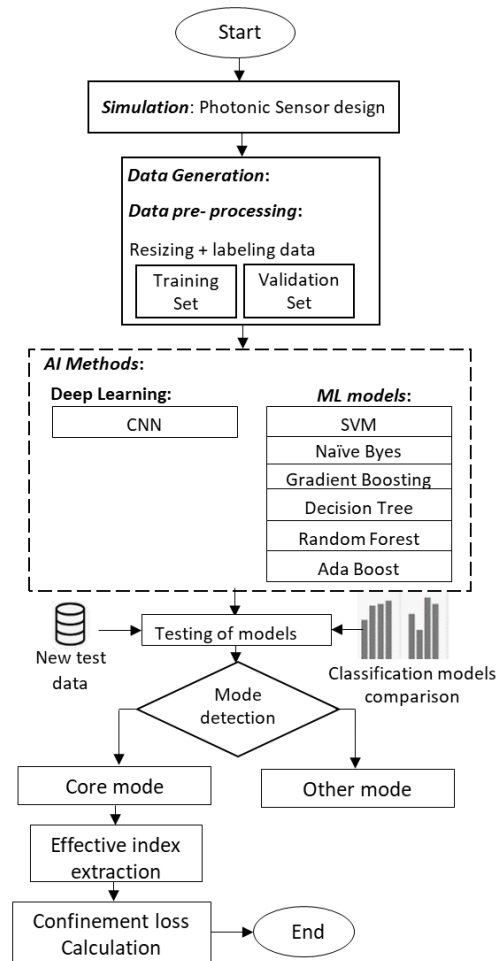 Start
Simulation: Photonic Sensor design
Data Generation:
Data pre- processing:
Resizing + labeling data
Training
Set
Validation
Set
AI Methods:
Deep Learning:
CNN
ML models:
SVM
Naïve Byes
Gradient Boosting
Decision Tree
Random Forest
Ada Boost
New test
data
Testing of models
Classification models
comparison
Mode
detection
Core mode
Other mode
Effective index
extraction
Confinement loss
Calculation
End